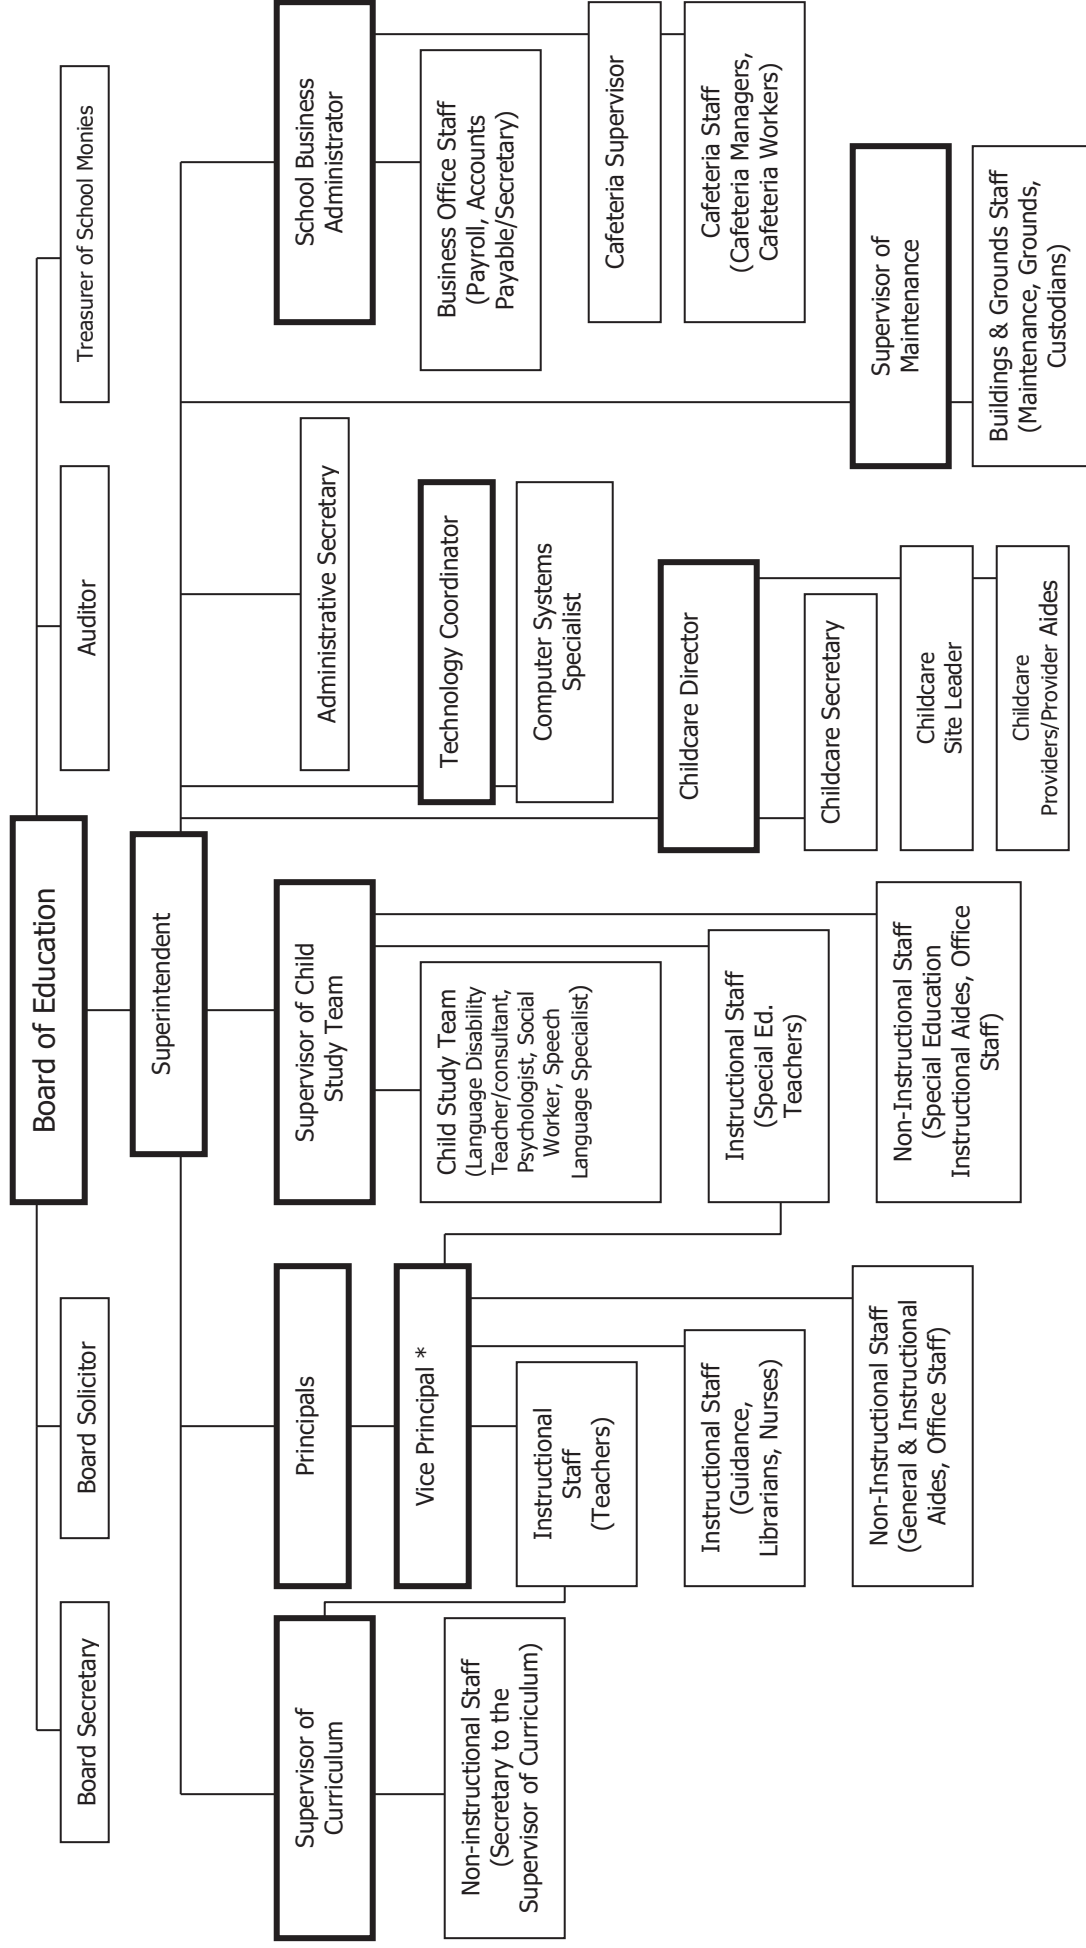 Board of Education
Board Secretary
Board Solicitor
Auditor
Treasurer of School Monies
Superintendent
Supervisor of
Curriculum
Non-instructional Staff
(Secretary to the
Supervisor of Curriculum)
Principals
Vice Principal *
Instructional
Staff
(Teachers)
Instructional Staff
(Guidance,
Librarians, Nurses)
Non-Instructional Staff
(General & Instructional
Aides, Office Staff)
Supervisor of Child
Study Team
Child Study Team
(Language Disability
Teacher/consultant,
Psychologist, Social
Worker, Speech
Language Specialist)
Instructional Staff
(Special Ed.
Teachers)
Non-Instructional Staff
(Special Education
Instructional Aides, Office
Staff)
Administrative Secretary
Technology Coordinator
Computer Systems
Specialist
Childcare Director
Childcare Secretary
Childcare
Site Leader
Childcare
Providers/Provider Aides
School Business
Administrator
Business Office Staff
(Payroll, Accounts
Payable/Secretary)
Cafeteria Supervisor
Cafeteria Staff
(Cafeteria Managers,
Cafeteria Workers)
Supervisor of
Maintenance
Buildings & Grounds Staff
(Maintenance, Grounds,
Custodians)